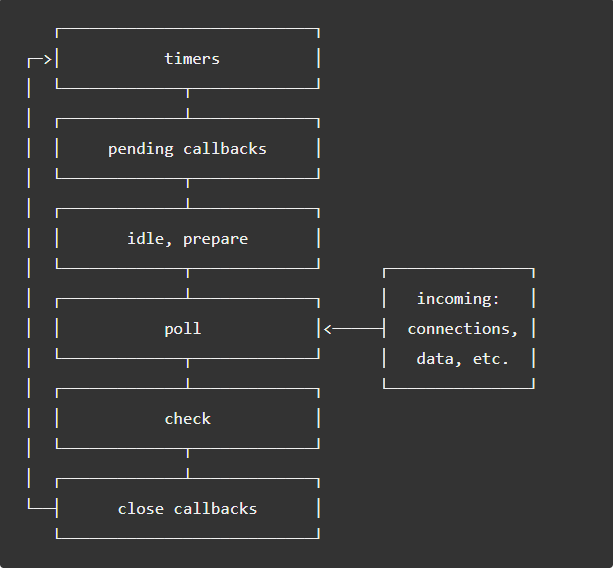 timers
pending callbacks
idle, prepare
incoming:
poll
connections,
data, etc.
check
close callbacks